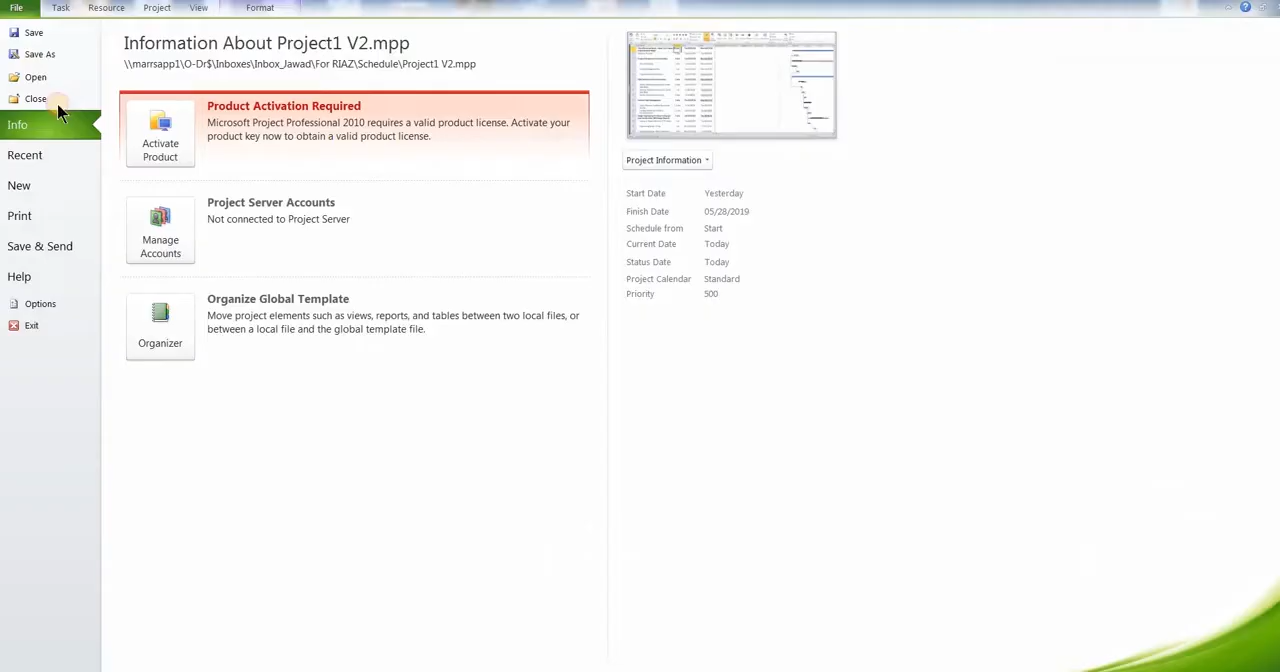 File Task Resource Project View Format
Save
Save As
Open
Close
Info
Recent
New
Print
Save & Send
Help
Options
Exit
Information About Project1 V2.mpp
\\marrsapp1\O-Dr$\Inboxes\Inbox_Jawad\For RIAZ\Schedule\Project1 V2.mpp
Activate
Product
Product Activation Required
Microsoft Project Professional 2010 requires a valid product license. Activate your
product key now to obtain a valid product license.
Manage
Accounts
Project Server Accounts
Not connected to Project Server
Organizer
Organize Global Template
Move project elements such as views, reports, and tables between two local files, or
between a local file and the global template file.
Project Information
Start Date Yesterday
Finish Date 05/28/2019
Schedule from Start
Current Date Today
Status Date Today
Project Calendar Standard
Priority 500